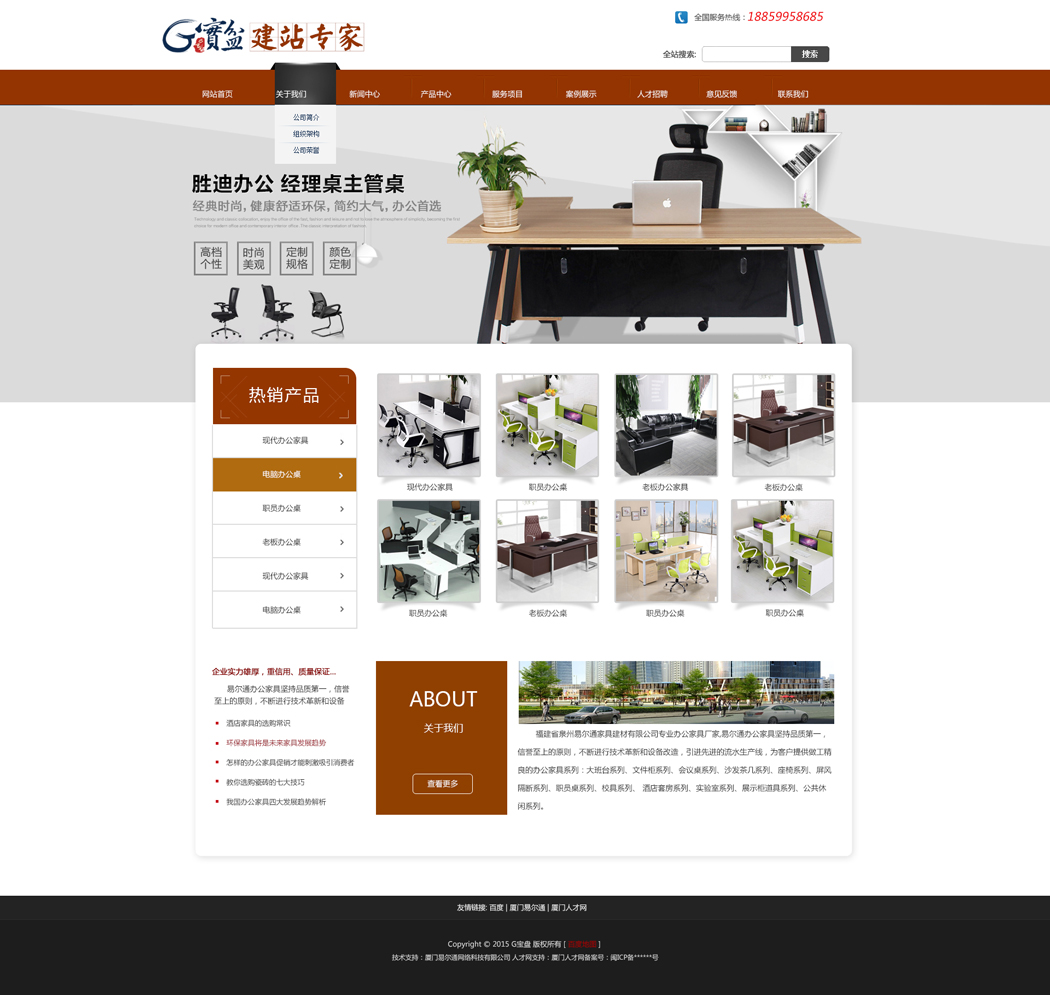 G寶盆 建站专家
全国服务热线：18859958685
全站搜索:
搜索
网站首页 关于我们 新闻中心 产品中心 服务项目 案例展示 人才招聘 意见反馈 联系我们
公司简介
组织架构
公司荣誉
胜迪办公 经理桌主管桌
经典时尚，健康舒适环保，简约大气，办公首选
高档 时尚 定制 颜色
个性 美观 规格 定制
热销产品
现代办公家具
电脑办公桌
职员办公桌
老板办公桌
现代办公家具
电脑办公桌
现代办公家具 职员办公桌 老板办公家具 老板办公桌
职员办公桌 老板办公桌 职员办公桌 职员办公桌
企业实力雄厚，重信用、质量保证...
易尔通办公家具坚持品质第一，信誉
至上的原则，不断进行技术革新和设备
酒店家具的选购常识
环保家具将是未来家具发展趋势
怎样的办公家具促销才能刺激吸引消费者
教你选购瓷砖的七大技巧
我国办公家具四大发展趋势解析
ABOUT
关于我们
查看更多
福建省泉州易尔通家具建材有限公司专业办公家具厂家,易尔通办公家具坚持品质第一，
信誉至上的原则，不断进行技术革新和设备改造，引进先进的流水生产线，为客户提供做工精
良的办公家具系列：大班台系列、文件柜系列、会议桌系列、沙发茶几系列、座椅系列、屏风
隔断系列、职员桌系列、校具系列、 酒店套房系列、实验室系列、展示柜道具系列、公共休
闲系列。
友情链接: 百度 | 厦门易尔通 | 厦门人才网
Copyright © 2015 G宝盘 版权所有 [ 百度地图 ]
技术支持：厦门易尔通网络科技有限公司 人才网支持：厦门人才网备案号：闽ICP备******号